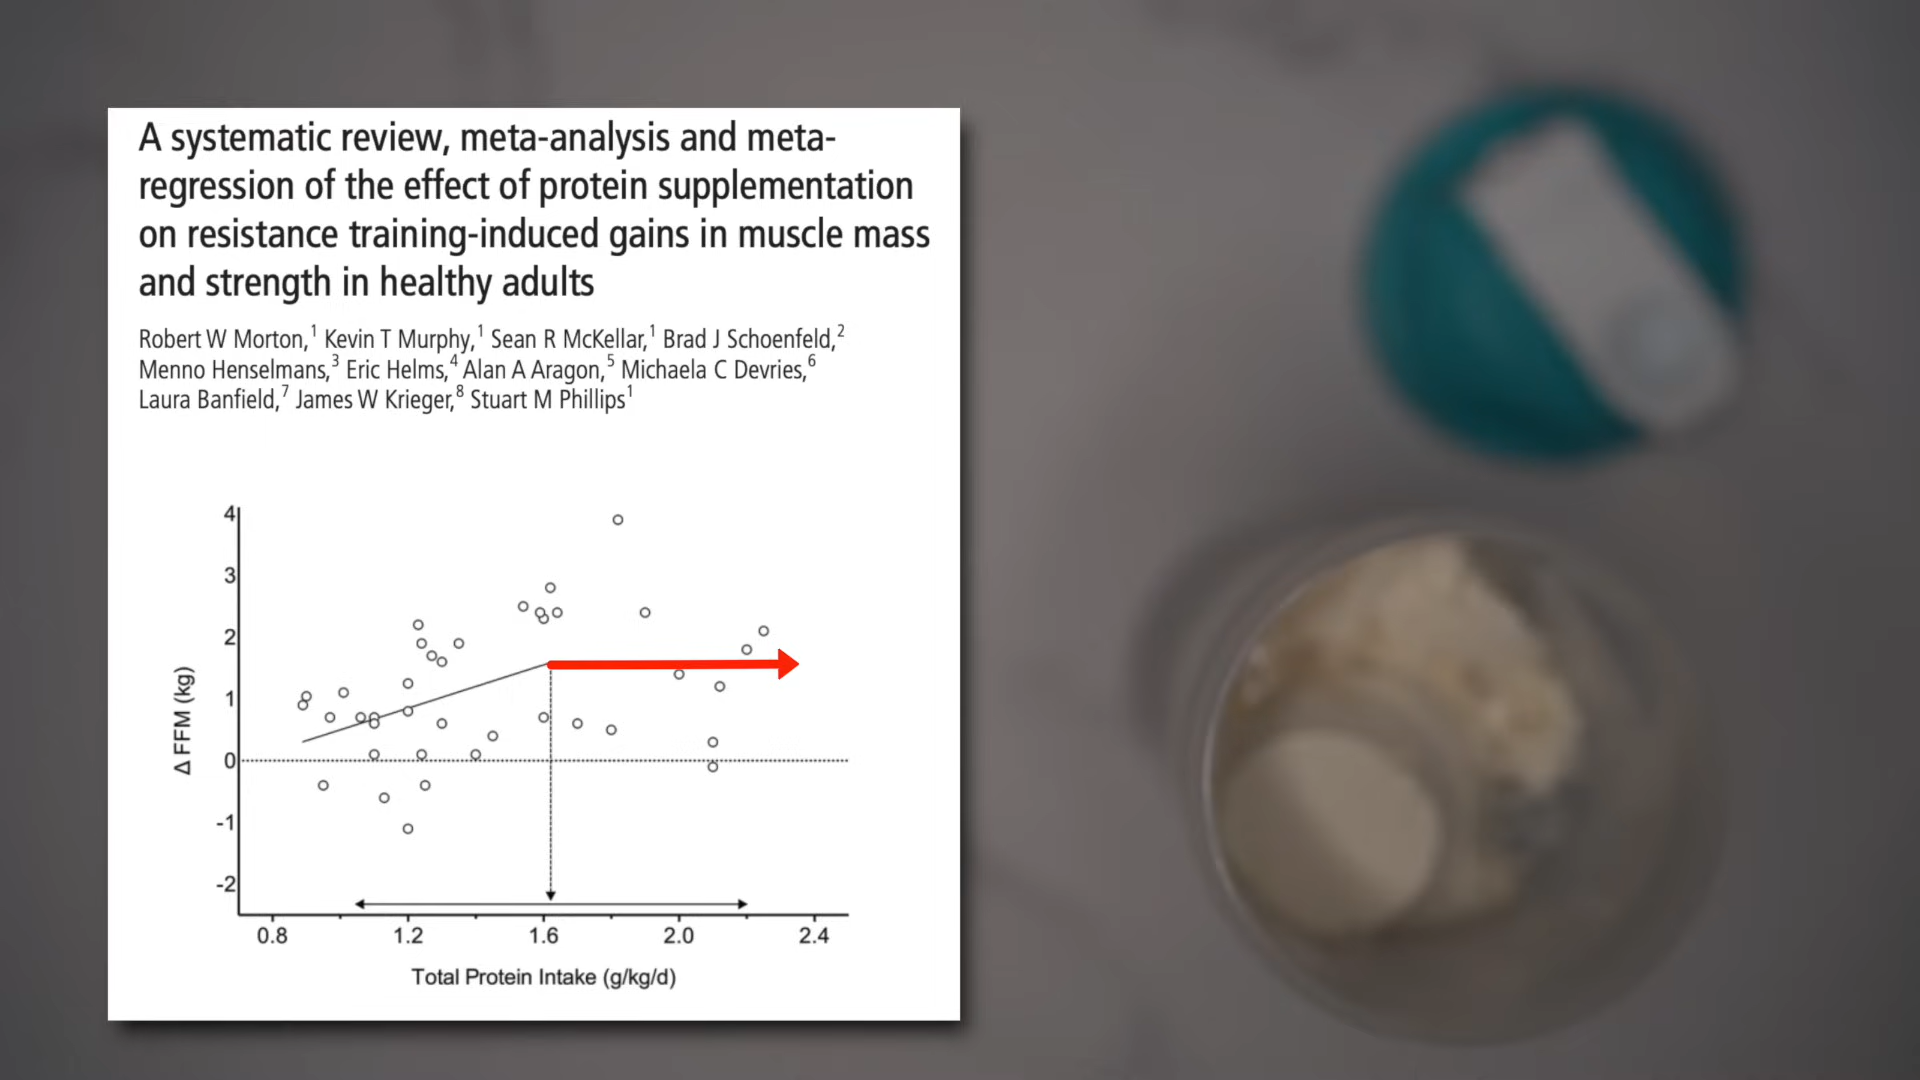 A systematic review, meta-analysis and meta-
regression of the effect of protein supplementation
on resistance training-induced gains in muscle mass
and strength in healthy adults
Robert W Morton,¹ Kevin T Murphy,¹ Sean R McKellar,¹ Brad J Schoenfeld,²
Menno Henselmans,³ Eric Helms,⁴ Alan A Aragon,⁵ Michaela C Devries,⁶
Laura Banfield,⁷ James W Krieger,⁸ Stuart M Phillips¹
4
3
2
1
0
-1
-2
Δ FFM (kg)
0.8 1.2 1.6 2.0 2.4
Total Protein Intake (g/kg/d)